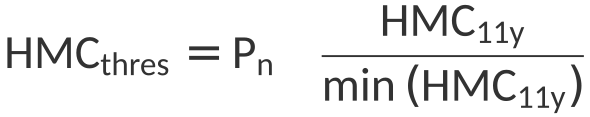 HMC_thres = P_n HMC_11y / min (HMC_11y)